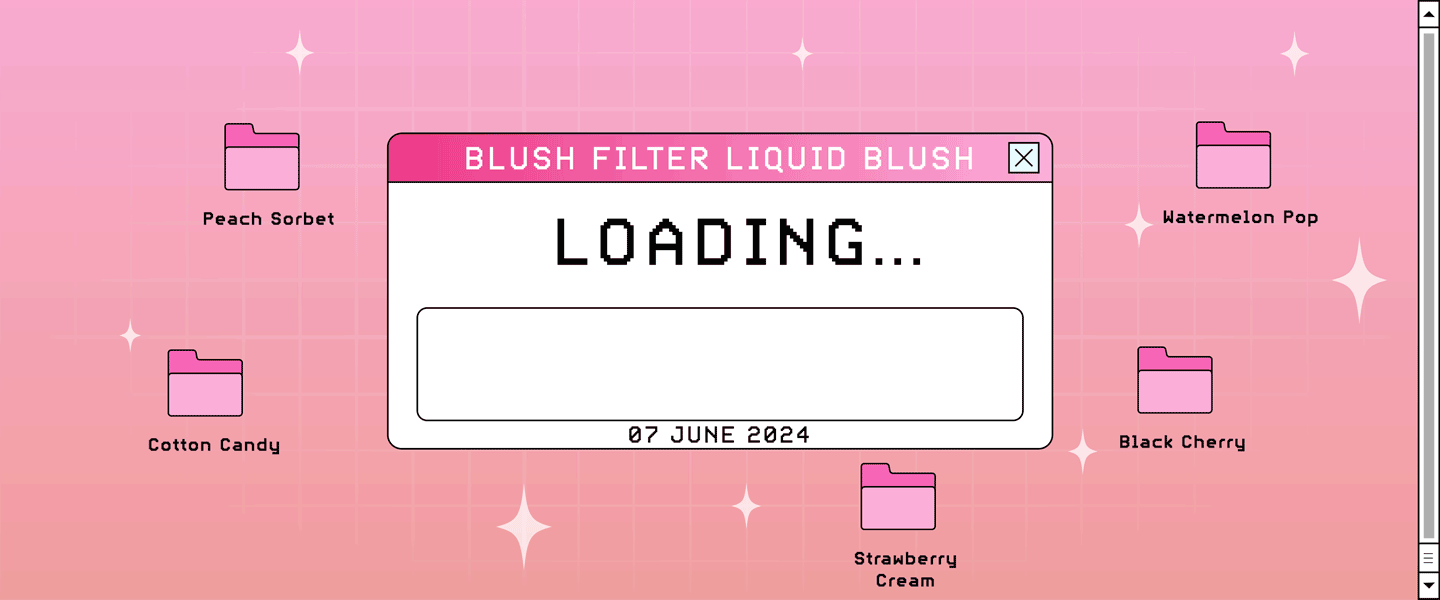 BLUSH FILTER LIQUID BLUSH
LOADING...
07 JUNE 2024
Peach Sorbet
Watermelon Pop
Cotton Candy
Black Cherry
Strawberry
Cream